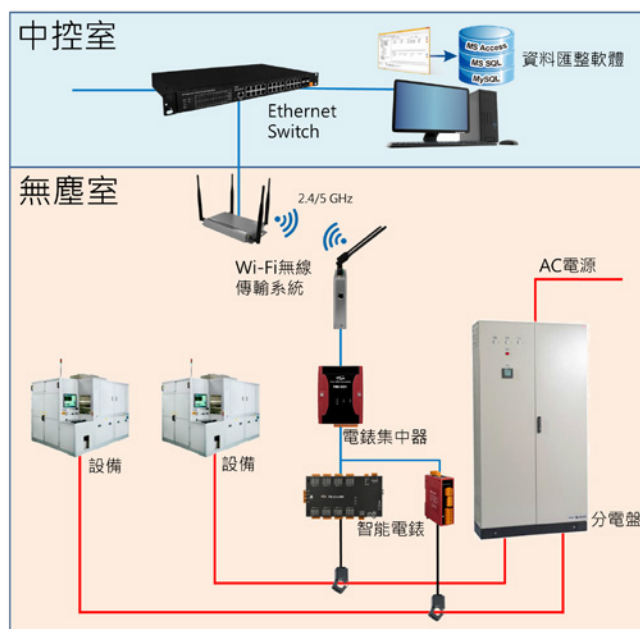 中控室
MS Access
MS SQL
MySQL
資料匯整軟體
Ethernet
Switch
無塵室
2.4/5 GHz
Wi-Fi無線
傳輸系統
AC電源
電錶集中器
設備
設備
智能電錶
分電盤